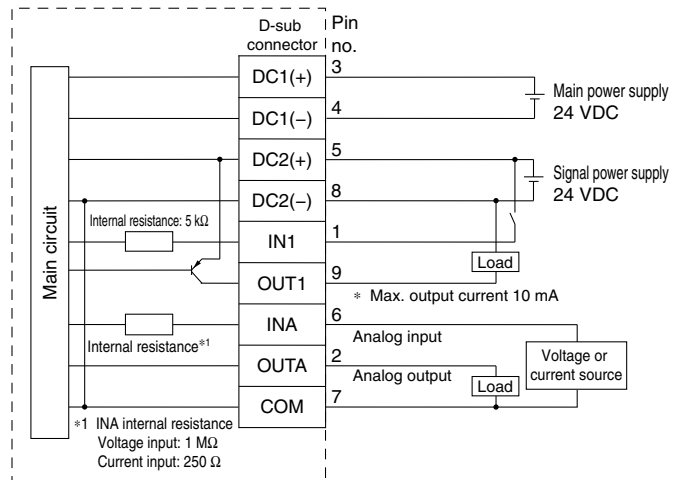 D-sub
connector
Pin
no.
DC1(+)
3
Main power supply
24 VDC
DC1(−)
4
DC2(+)
5
Signal power supply
24 VDC
DC2(−)
8
Main circuit
Internal resistance: 5 kΩ
IN1
1
Load
OUT1
9
* Max. output current 10 mA
INA
6
Analog input
Internal resistance*1
Voltage or
current source
OUTA
2
Analog output
Load
COM
7
*1 INA internal resistance
Voltage input: 1 MΩ
Current input: 250 Ω